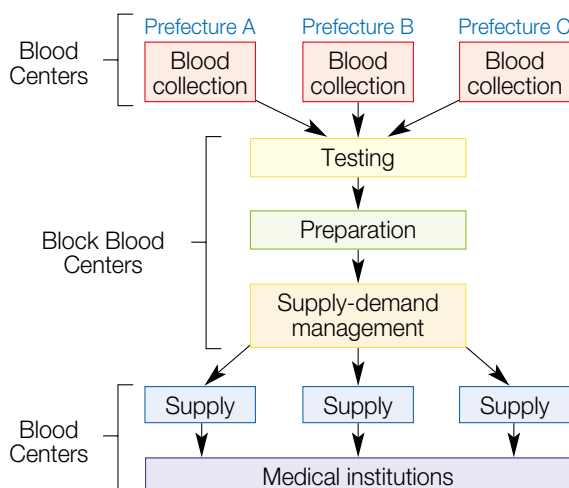 Prefecture A Prefecture B Prefecture C
Blood
Centers
Blood
collection
Blood
collection
Blood
collection
Testing
Block Blood
Centers
Preparation
Supply-demand
management
Blood
Centers
Supply Supply Supply
Medical institutions